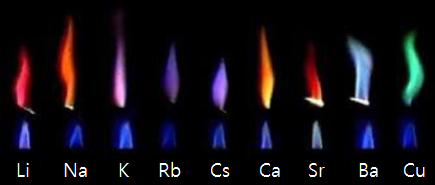 Li Na K Rb Cs Ca Sr Ba Cu